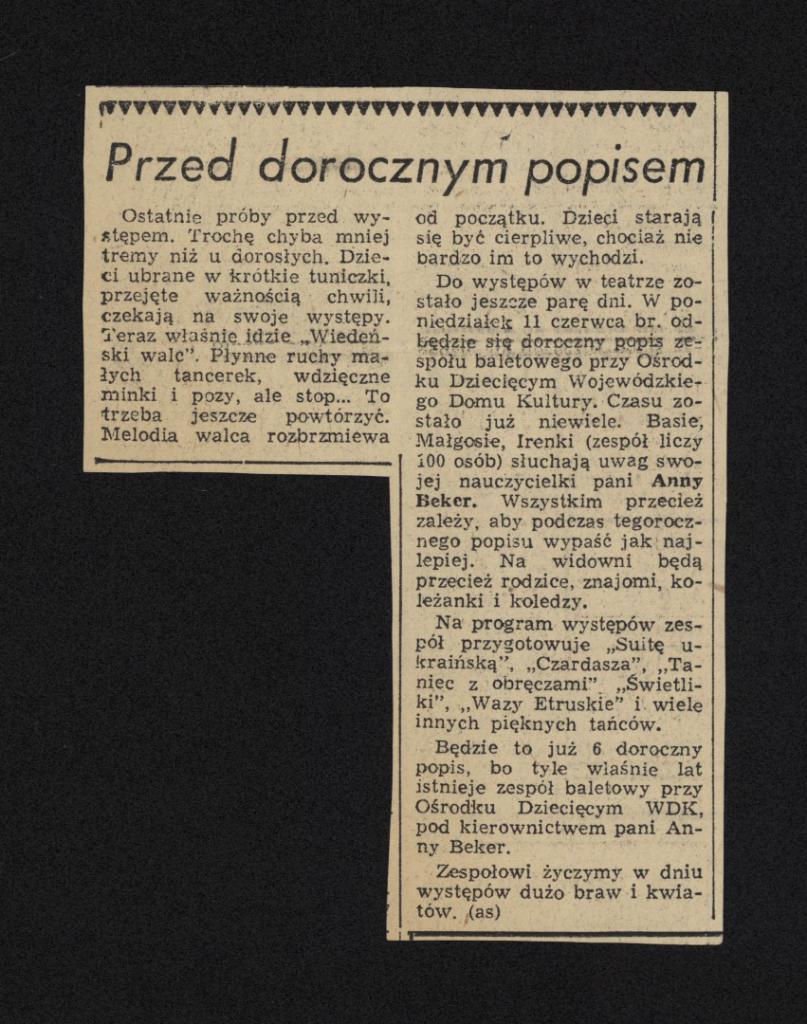 Przed dorocznym popisem
Ostatnie próby przed wy-
stępem. Trochę chyba mniej
tremy niż u dorosłych. Dzie-
ci ubrane w krótkie tuniczki,
przejęte ważnością chwili,
czekają na swoje występy.
Teraz właśnie idzie „Wiedeń-
ski walc". Płynne ruchy ma-
łych tancerek, wdzięczne
minki i pozy, ale stop... To
trzeba jeszcze powtórzyć.
Melodia walca rozbrzmiewa
od początku. Dzieci starają
się być cierpliwe, chociaż nie
bardzo im to wychodzi.
Do występów w teatrze zo-
stało jeszcze parę dni. W po-
niedziałek 11 czerwca br. od-
będzie się doroczny popis ze-
społu baletowego przy Ośrod-
ku Dziecięcym Wojewódzkie-
go Domu Kultury. Czasu zo-
stało już niewiele. Basie,
Małgosie, Irenki (zespół liczy
100 osób) słuchają uwag swo-
jej nauczycielki pani Anny
Beker. Wszystkim przecież
zależy, aby podczas tegorocz-
nego popisu wypaść jak naj-
lepiej. Na widowni będą
przecież rodzice, znajomi, ko-
leżanki i koledzy.
Na program występów zes-
pół przygotowuje „Suitę u-
kraińską", „Czardasza", „Ta-
niec z obręczami" „Świetli-
ki", „Wazy Etruskie" i wiele
innych pięknych tańców.
Będzie to już 6 doroczny
popis, bo tyle właśnie lat
istnieje zespół baletowy przy
Ośrodku Dziecięcym WDK,
pod kierownictwem pani An-
ny Beker.
Zespołowi życzymy w dniu
występów dużo braw i kwia-
tów. (as)